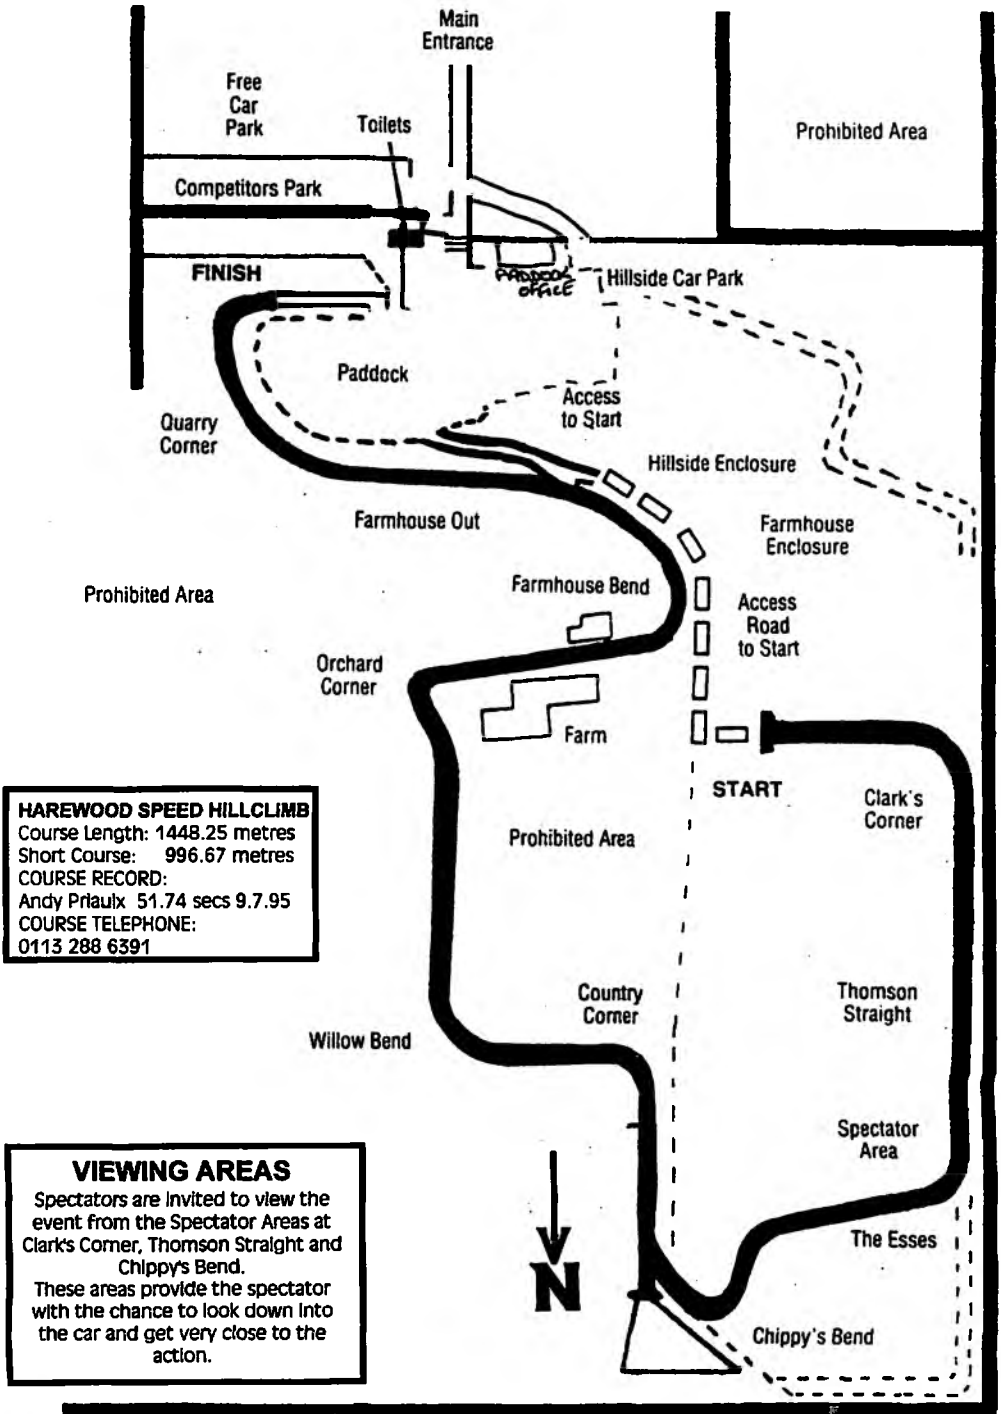 Main
Entrance
Free
Car
Park
Toilets
Prohibited Area
Competitors Park
FINISH
PADDOCK
OFFICE
Hillside Car Park
Paddock
Access
to Start
Quarry
Corner
Hillside Enclosure
Farmhouse Out
Farmhouse
Enclosure
Prohibited Area
Farmhouse Bend
Access
Road
to Start
Orchard
Corner
Farm
START
Clark's
Corner
HAREWOOD SPEED HILLCLIMB
Course Length: 1448.25 metres
Short Course: 996.67 metres
COURSE RECORD:
Andy Priaulx 51.74 secs 9.7.95
COURSE TELEPHONE:
0113 288 6391
Prohibited Area
Country
Corner
Thomson
Straight
Willow Bend
Spectator
Area
VIEWING AREAS
Spectators are invited to view the
event from the Spectator Areas at
Clark's Corner, Thomson Straight and
Chippy's Bend.
These areas provide the spectator
with the chance to look down into
the car and get very close to the
action.
The Esses
N
Chippy's Bend